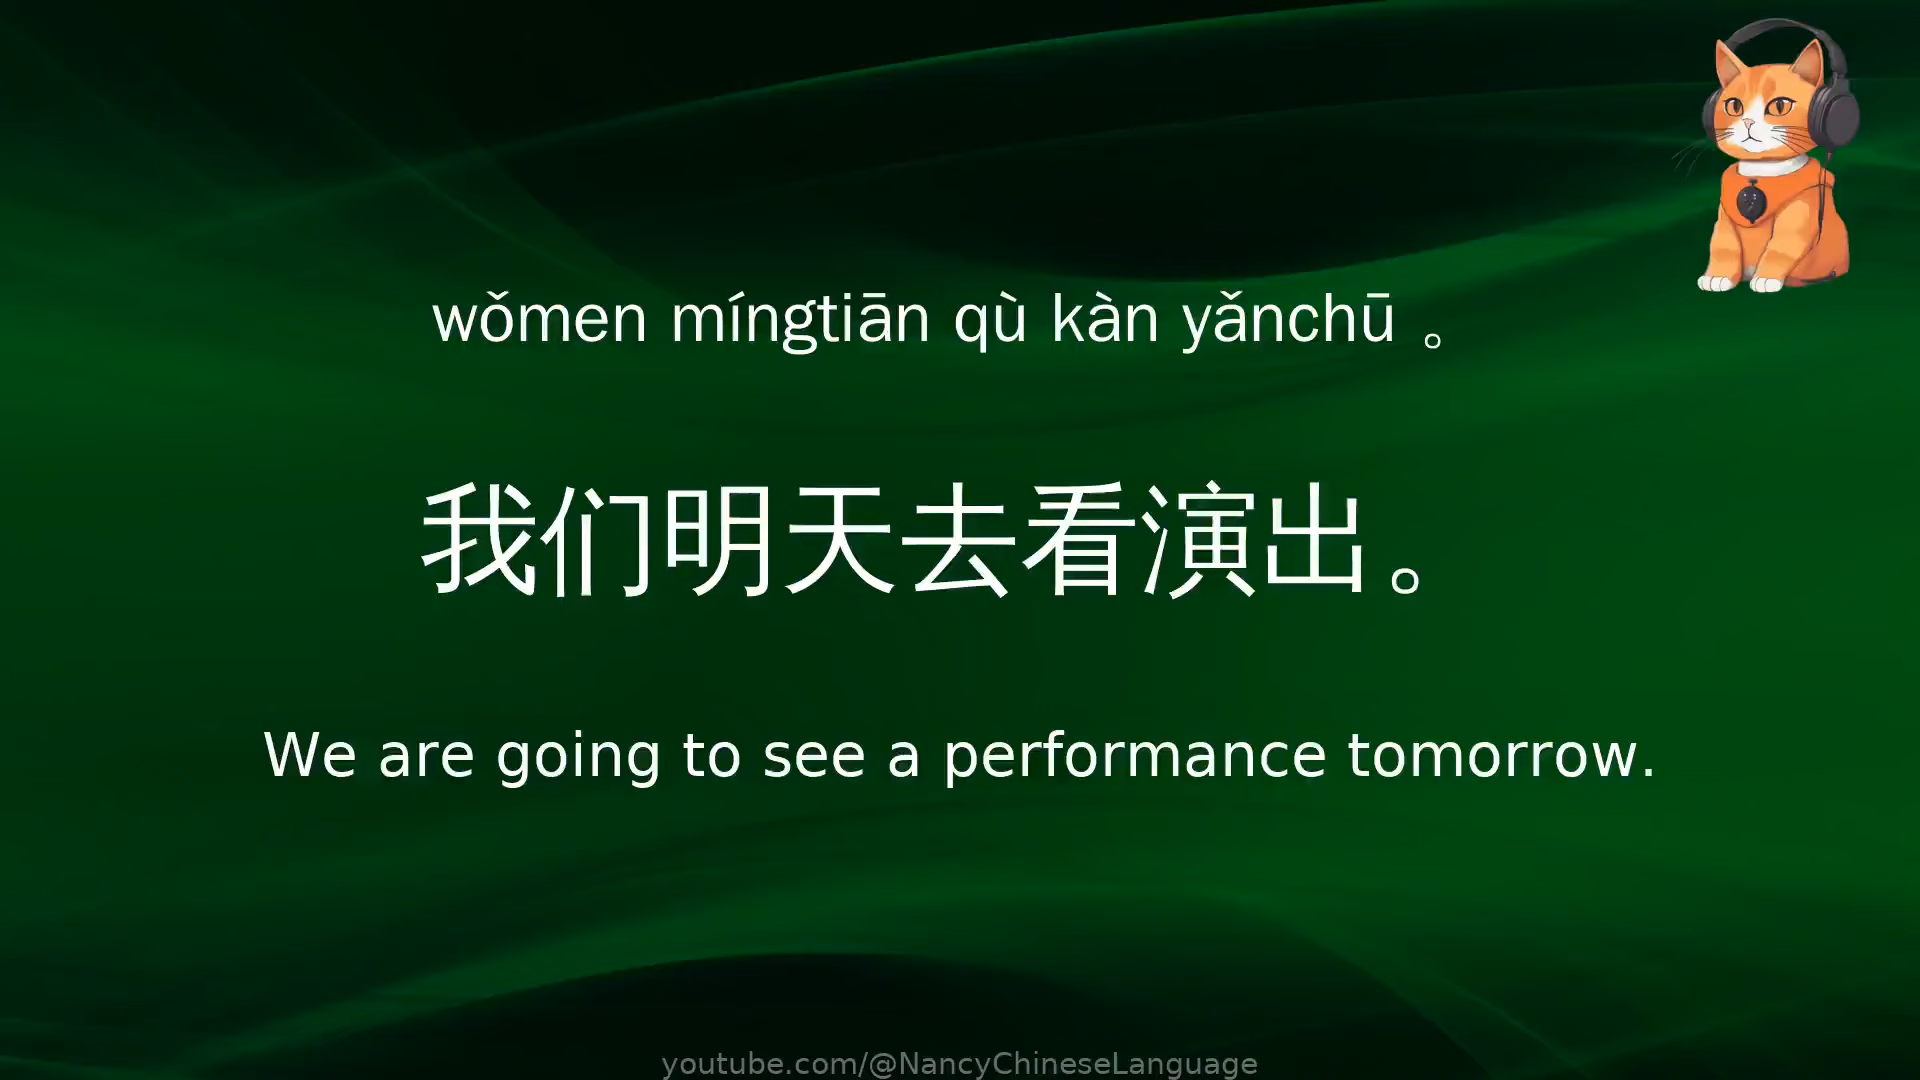 wǒmen míngtiān qù kàn yǎnchū 。
我们明天去看演出。
We are going to see a performance tomorrow.
youtube.com/@NancyChineseLanguage